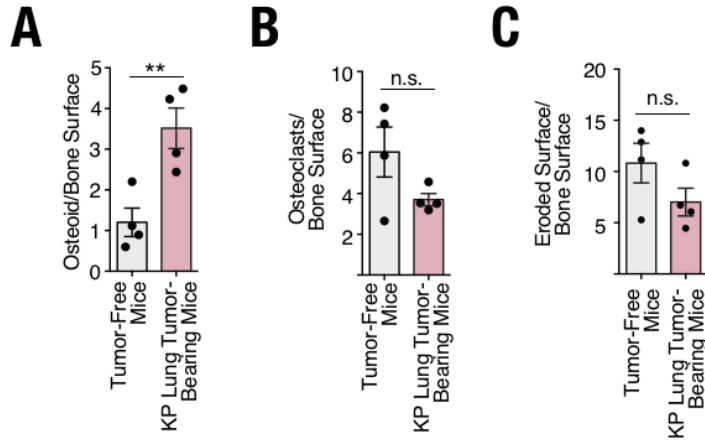 A
Osteoid/Bone Surface
5
4
3
2
1
0
**
Tumor-Free
Mice
KP Lung Tumor-
Bearing Mice
B
Osteoclasts/
Bone Surface
10
8
6
4
2
n.s.
Tumor-Free
Mice
KP Lung Tumor-
Bearing Mice
C
Eroded Surface/
Bone Surface
20
15
10
5
n.s.
Tumor-Free
Mice
KP Lung Tumor-
Bearing Mice